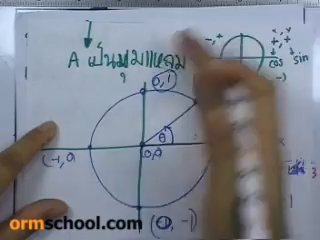 A เป็นมุมแหลม
-, +
+, +
cos sin
-)
0, 1
θ
(-1, 0
0,0
(0, -1)
3
ormschool.com